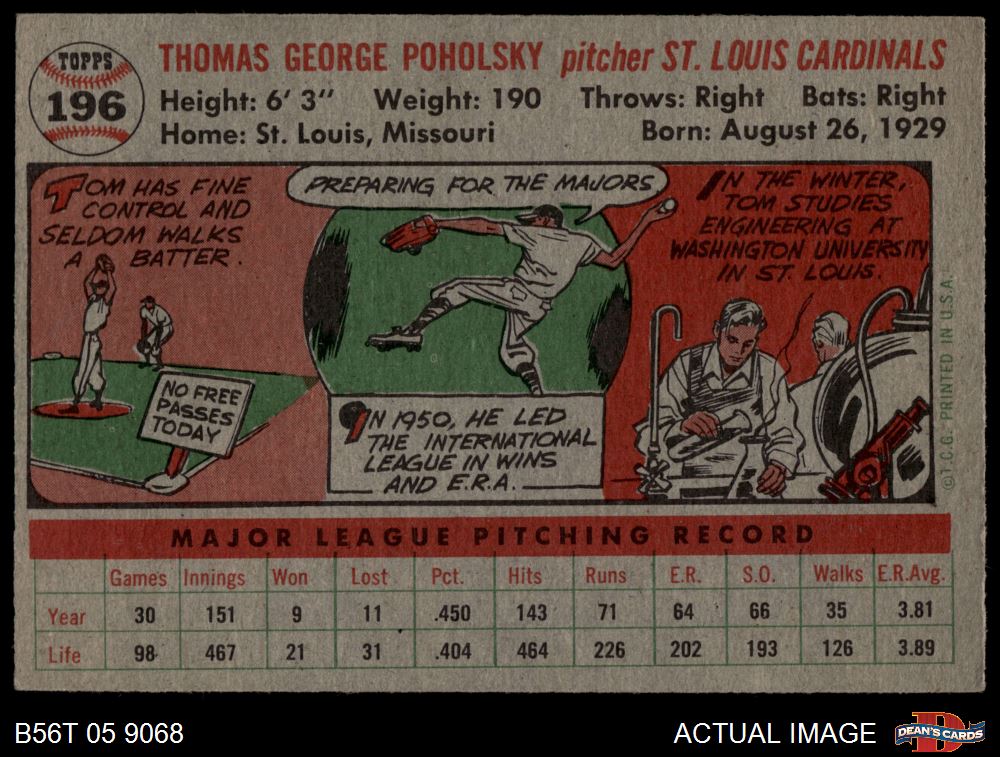 TOPPS
196
THOMAS GEORGE POHOLSKY pitcher ST. LOUIS CARDINALS
Height: 6' 3" Weight: 190 Throws: Right Bats: Right
Home: St. Louis, Missouri Born: August 26, 1929
TOM HAS FINE
CONTROL AND
SELDOM WALKS
A BATTER.
NO FREE
PASSES
TODAY
PREPARING FOR THE MAJORS
IN 1950, HE LED
THE INTERNATIONAL
LEAGUE IN WINS
AND E.R.A.
IN THE WINTER,
TOM STUDIES
ENGINEERING AT
WASHINGTON UNIVERSITY
IN ST. LOUIS.
©T.C.G. PRINTED IN U.S.A.
MAJOR LEAGUE PITCHING RECORD
Games Innings Won Lost Pct. Hits Runs E.R. S.O. Walks E.R.Avg.
Year 30 151 9 11 .450 143 71 64 66 35 3.81
Life 98 467 21 31 .404 464 226 202 193 126 3.89
B56T 05 9068 ACTUAL IMAGE
D
DEAN'S CARDS